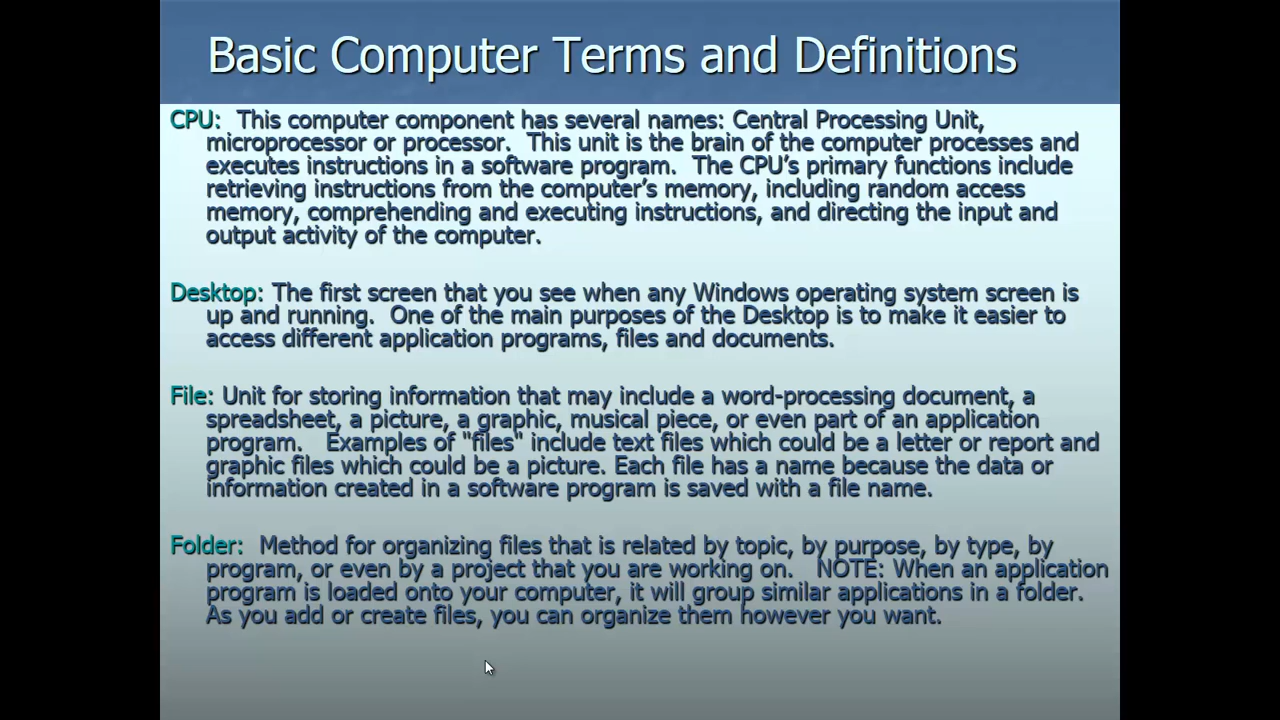 Basic Computer Terms and Definitions
CPU:  This computer component has several names: Central Processing Unit,
microprocessor or processor.  This unit is the brain of the computer processes and
executes instructions in a software program.  The CPU’s primary functions include
retrieving instructions from the computer’s memory, including random access
memory, comprehending and executing instructions, and directing the input and
output activity of the computer.
Desktop: The first screen that you see when any Windows operating system screen is
up and running.  One of the main purposes of the Desktop is to make it easier to
access different application programs, files and documents.
File: Unit for storing information that may include a word-processing document, a
spreadsheet, a picture, a graphic, musical piece, or even part of an application
program.   Examples of "files" include text files which could be a letter or report and
graphic files which could be a picture. Each file has a name because the data or
information created in a software program is saved with a file name.
Folder:  Method for organizing files that is related by topic, by purpose, by type, by
program, or even by a project that you are working on.   NOTE: When an application
program is loaded onto your computer, it will group similar applications in a folder.
As you add or create files, you can organize them however you want.